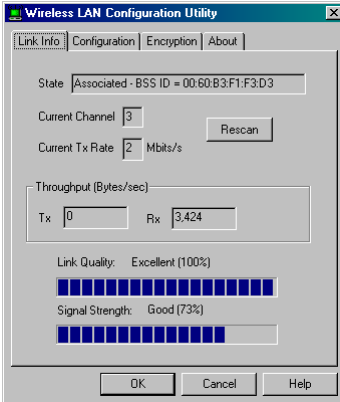 Wireless LAN Configuration Utility
Link Info Configuration Encryption About
State Associated - BSS ID = 00:60:B3:F1:F3:D3
Current Channel 3
Rescan
Current Tx Rate 2 Mbits/s
Throughput (Bytes/sec)
Tx 0 Rx 3,424
Link Quality: Excellent (100%)
Signal Strength: Good (73%)
OK Cancel Help